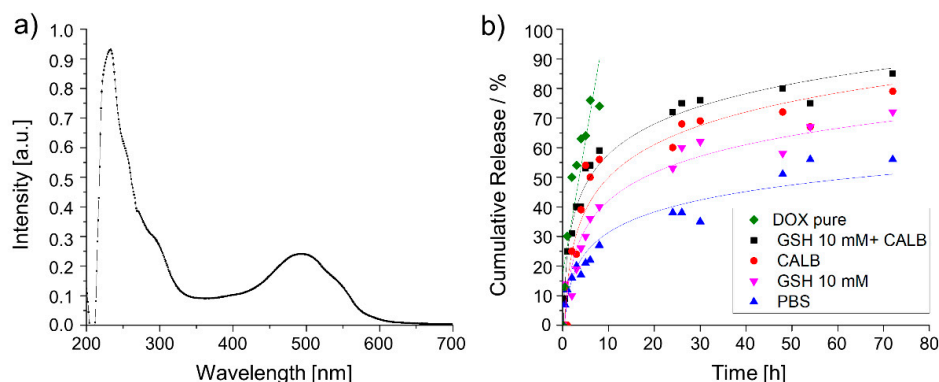 a)
Intensity [a.u.]
1.0
0.9
0.8
0.7
0.6
0.5
0.4
0.3
0.2
0.1
0.0
200 300 400 500 600 700
Wavelength [nm]
b)
Cumulative Release / %
100
90
80
70
60
50
40
30
20
10
0
0 10 20 30 40 50 60 70 80
Time [h]
DOX pure
GSH 10 mM+ CALB
CALB
GSH 10 mM
PBS